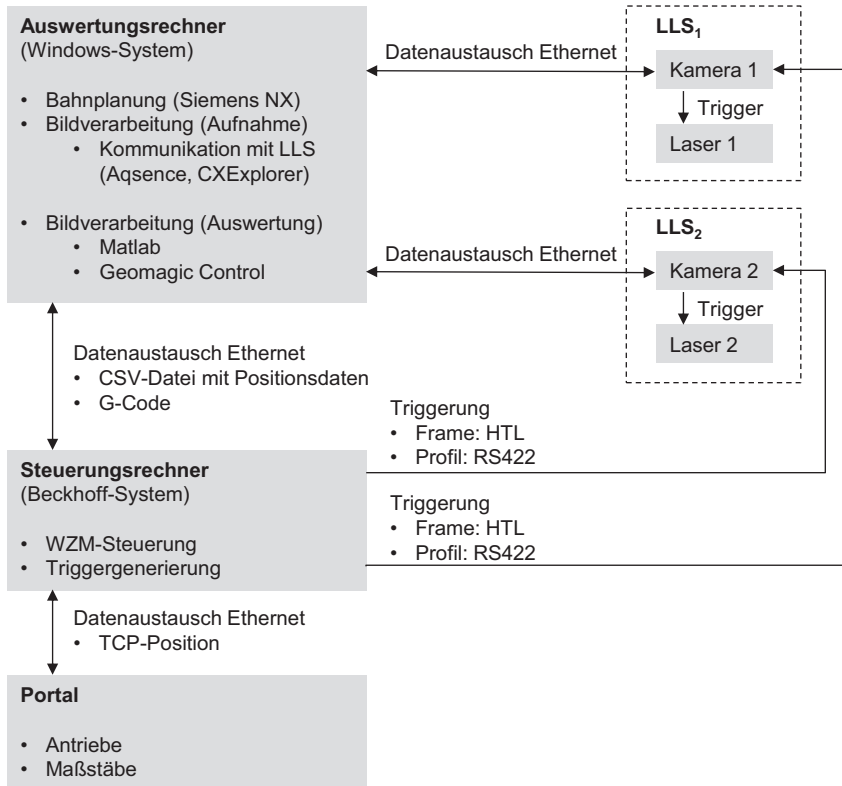 Auswertungsrechner
(Windows-System)
• Bahnplanung (Siemens NX)
• Bildverarbeitung (Aufnahme)
• Kommunikation mit LLS
(Aqsence, CXExplorer)
• Bildverarbeitung (Auswertung)
• Matlab
• Geomagic Control
Datenaustausch Ethernet
LLS1
Kamera 1
Trigger
Laser 1
Datenaustausch Ethernet
LLS2
Kamera 2
Trigger
Laser 2
Datenaustausch Ethernet
• CSV-Datei mit Positionsdaten
• G-Code
Triggerung
• Frame: HTL
• Profil: RS422
Steuerungsrechner
(Beckhoff-System)
• WZM-Steuerung
• Triggergenerierung
Triggerung
• Frame: HTL
• Profil: RS422
Datenaustausch Ethernet
• TCP-Position
Portal
• Antriebe
• Maßstäbe